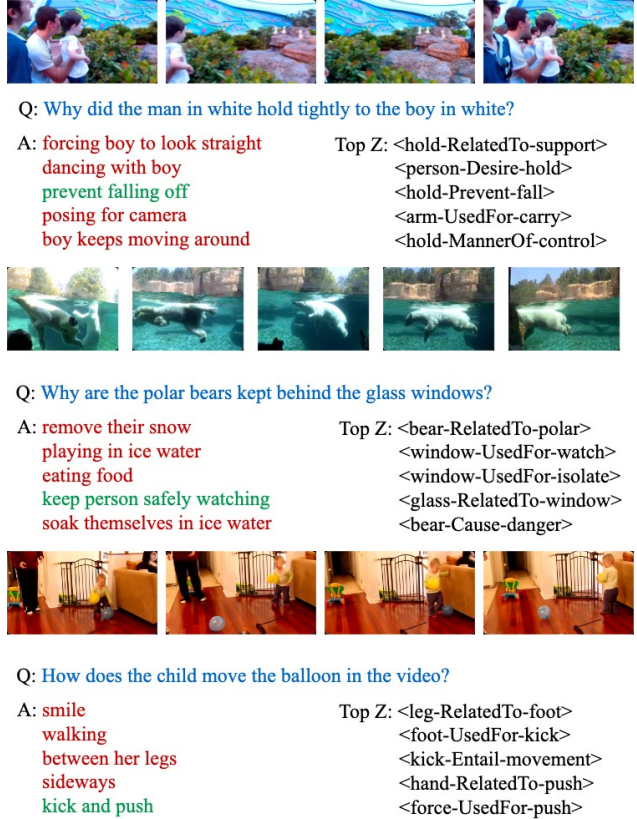 Q: Why did the man in white hold tightly to the boy in white?
A: forcing boy to look straight
dancing with boy
prevent falling off
posing for camera
boy keeps moving around
Top Z: <hold-RelatedTo-support>
<person-Desire-hold>
<hold-Prevent-fall>
<arm-UsedFor-carry>
<hold-MannerOf-control>
Q: Why are the polar bears kept behind the glass windows?
A: remove their snow
playing in ice water
eating food
keep person safely watching
soak themselves in ice water
Top Z: <bear-RelatedTo-polar>
<window-UsedFor-watch>
<window-UsedFor-isolate>
<glass-RelatedTo-window>
<bear-Cause-danger>
Q: How does the child move the balloon in the video?
A: smile
walking
between her legs
sideways
kick and push
Top Z: <leg-RelatedTo-foot>
<foot-UsedFor-kick>
<kick-Entail-movement>
<hand-RelatedTo-push>
<force-UsedFor-push>